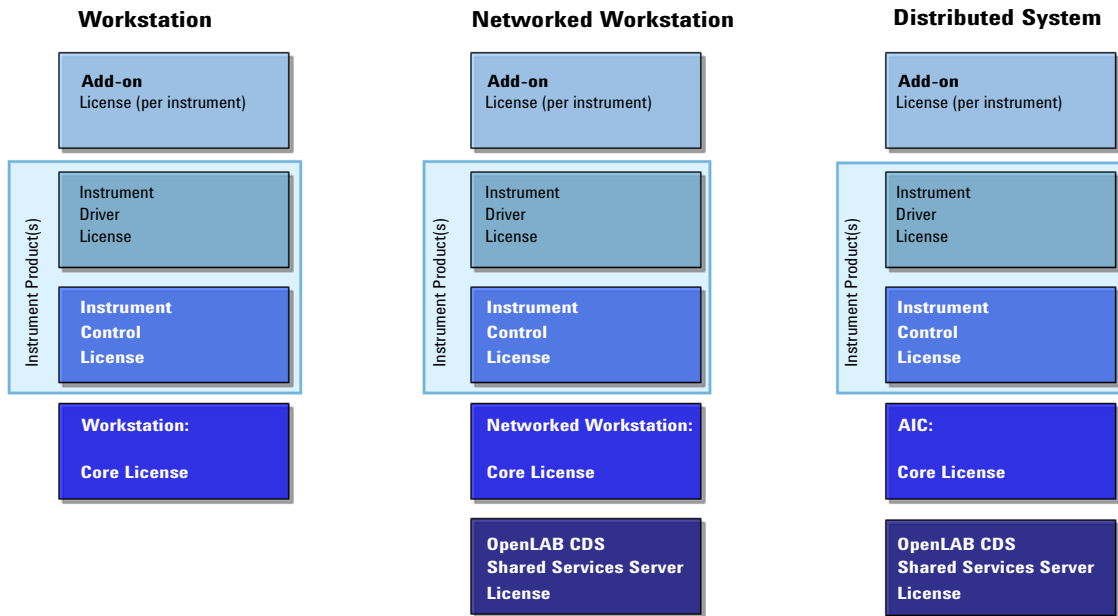 Workstation
Add-on
License (per instrument)
Instrument Product(s)
Instrument
Driver
License
Instrument
Control
License
Workstation:
Core License
Networked Workstation
Add-on
License (per instrument)
Instrument Product(s)
Instrument
Driver
License
Instrument
Control
License
Networked Workstation:
Core License
OpenLAB CDS
Shared Services Server
License
Distributed System
Add-on
License (per instrument)
Instrument Product(s)
Instrument
Driver
License
Instrument
Control
License
AIC:
Core License
OpenLAB CDS
Shared Services Server
License